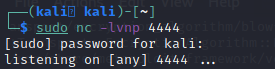 ┌──(kali㉿kali)-[~]
└─$ sudo nc -lvnp 4444
[sudo] password for kali:
listening on [any] 4444 ...